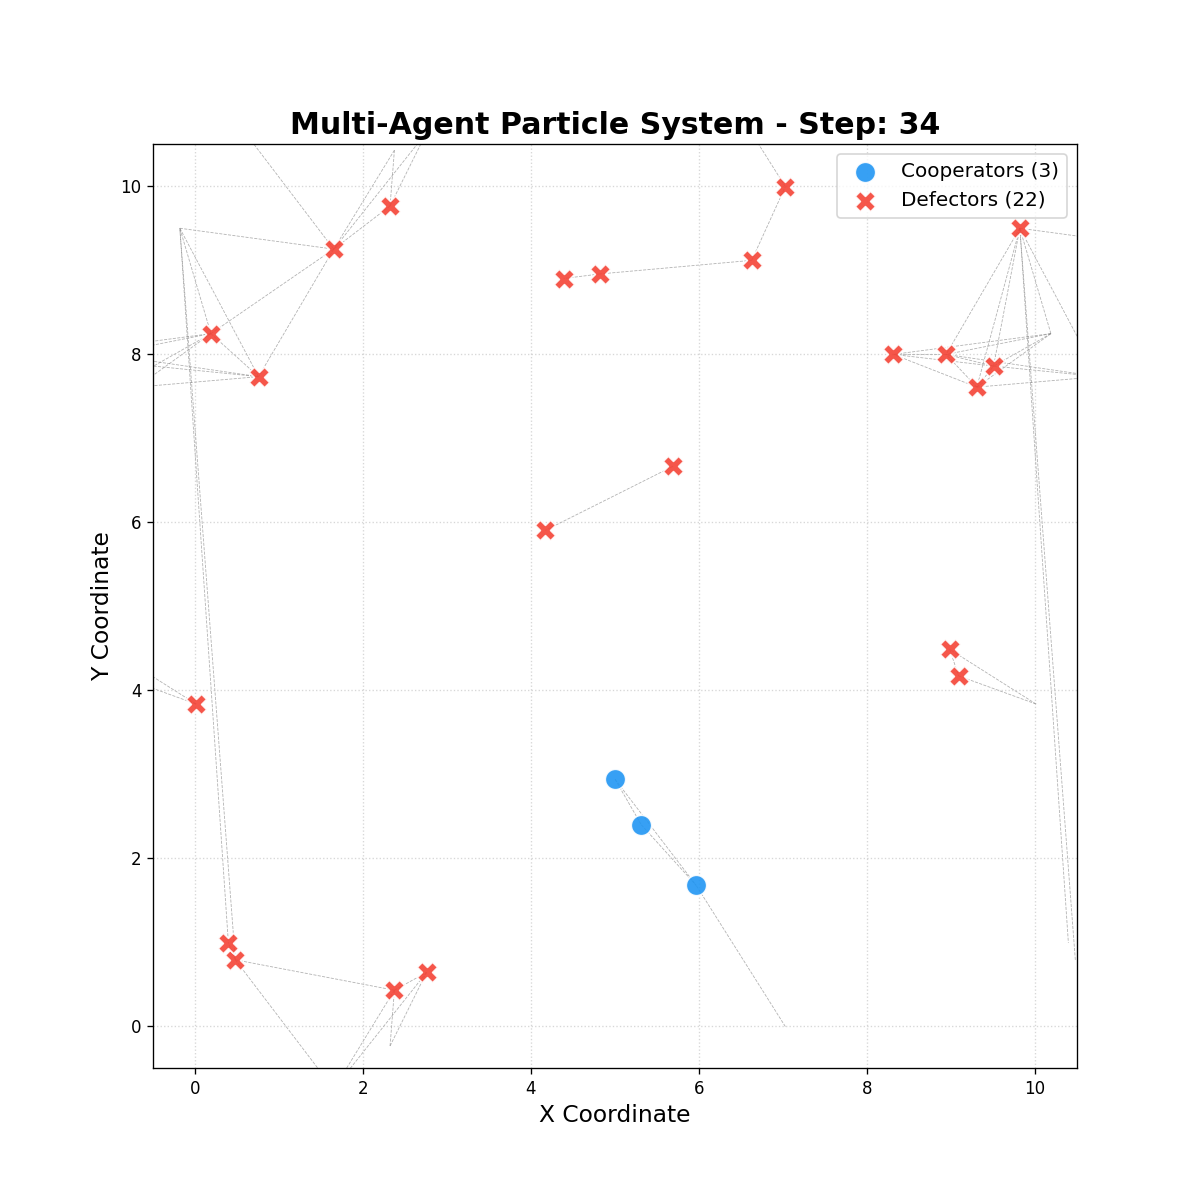 Multi-Agent Particle System - Step: 34
Cooperators (3)
Defectors (22)
Y Coordinate
10
8
6
4
2
0
0 2 4 6 8 10
X Coordinate